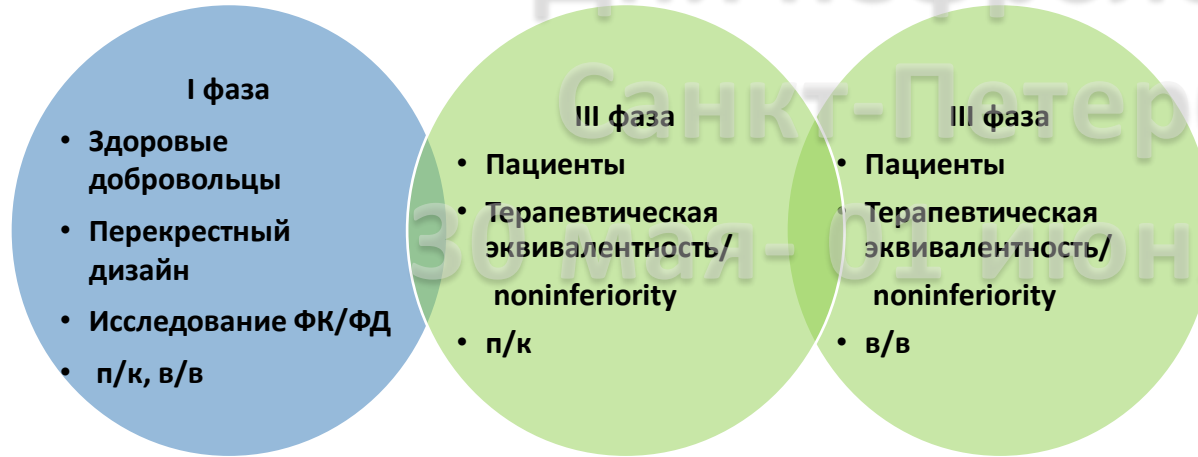 Санкт-Петер
30 мая- 01 июн
I фаза
• Здоровые
добровольцы
• Перекрестный
дизайн
• Исследование ФК/ФД
• п/к, в/в
III фаза
• Пациенты
• Терапевтическая
эквивалентность/
noninferiority
• п/к
III фаза
• Пациенты
• Терапевтическая
эквивалентность/
noninferiority
• в/в